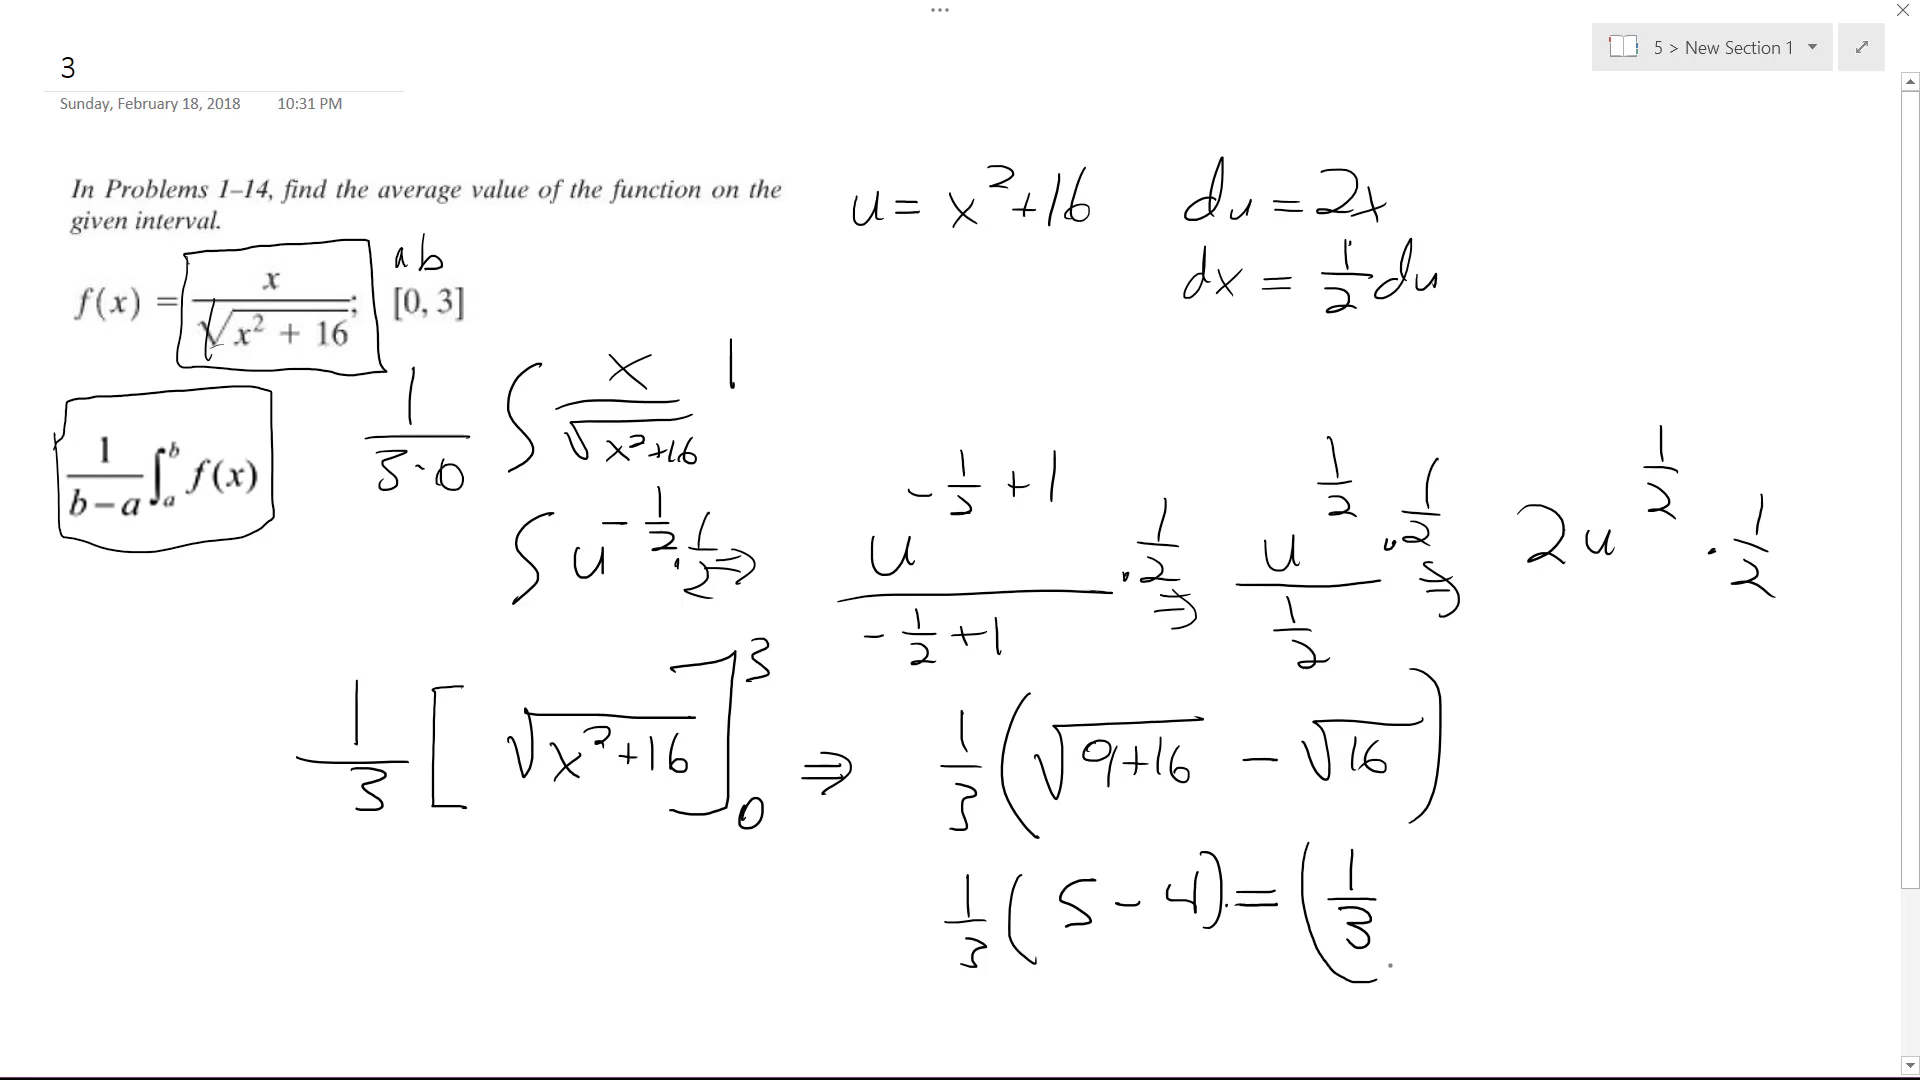 ...
5 > New Section 1
3
Sunday, February 18, 2018 10:31 PM
In Problems 1–14, find the average value of the function on the
given interval.
a b
f(x) = x / √(x² + 16); [0, 3]
u = x² + 16 du = 2x
dx = 1/2 du
1/(b − a) ∫ₐᵇ f(x)
1/(3 - 0) ∫ x/√(x² + 16) 1
∫ u^(-1/2) · 1/2 ⇒ u^(-1/2 + 1)/(-1/2 + 1) · 1/2 ⇒ u^(1/2)/(1/2) · 1/2 ⇒ 2u^(1/2) · 1/2
1/3 [√(x² + 16)]₀³ ⇒ 1/3 (√(9 + 16) − √16)
1/3 (5 − 4) = (1/3